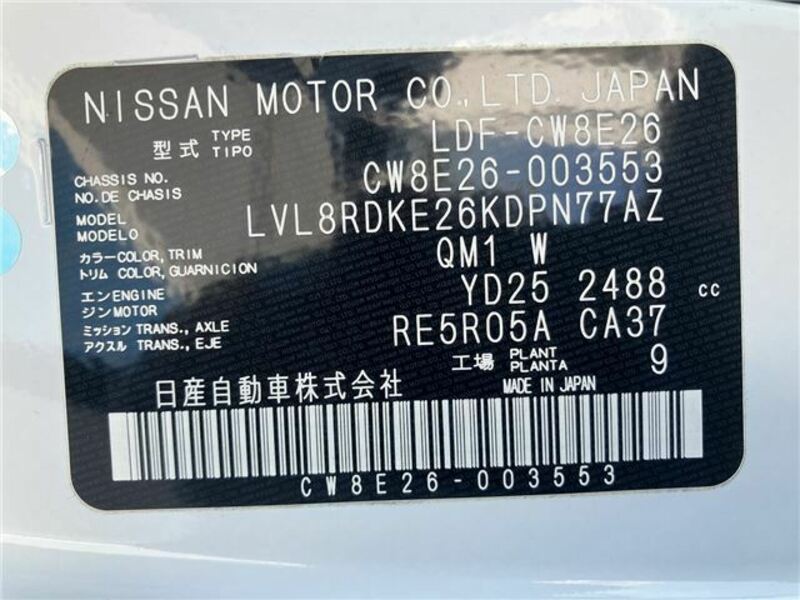 NISSAN MOTOR CO.,LTD. JAPAN
型式 TYPE TIPO LDF-CW8E26
CHASSIS NO. NO. DE CHASIS CW8E26-003553
MODEL MODELO LVL8RDKE26KDPN77AZ
カラー COLOR, TRIM
トリム COLOR, GUARNICION QM1 W
エン ENGINE
ジン MOTOR YD25 2488 cc
ミッション TRANS., AXLE
アクスル TRANS., EJE RE5R05A CA37
工場 PLANT PLANTA 9
日産自動車株式会社 MADE IN JAPAN
CW8E26-003553